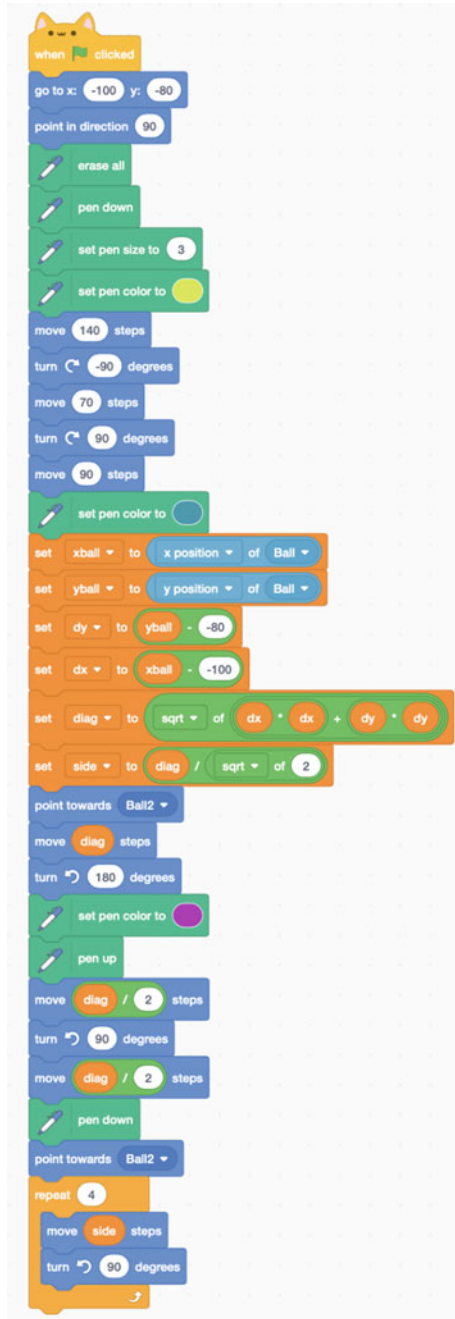 when clicked
go to x: -100 y: -80
point in direction 90
erase all
pen down
set pen size to 3
set pen color to
move 140 steps
turn -90 degrees
move 70 steps
turn 90 degrees
move 90 steps
set pen color to
set xball to x position of Ball
set yball to y position of Ball
set dy to yball - -80
set dx to xball - -100
set diag to sqrt of dx * dx + dy * dy
set side to diag / sqrt of 2
point towards Ball2
move diag steps
turn 180 degrees
set pen color to
pen up
move diag / 2 steps
turn 90 degrees
move diag / 2 steps
pen down
point towards Ball2
repeat 4
move side steps
turn 90 degrees